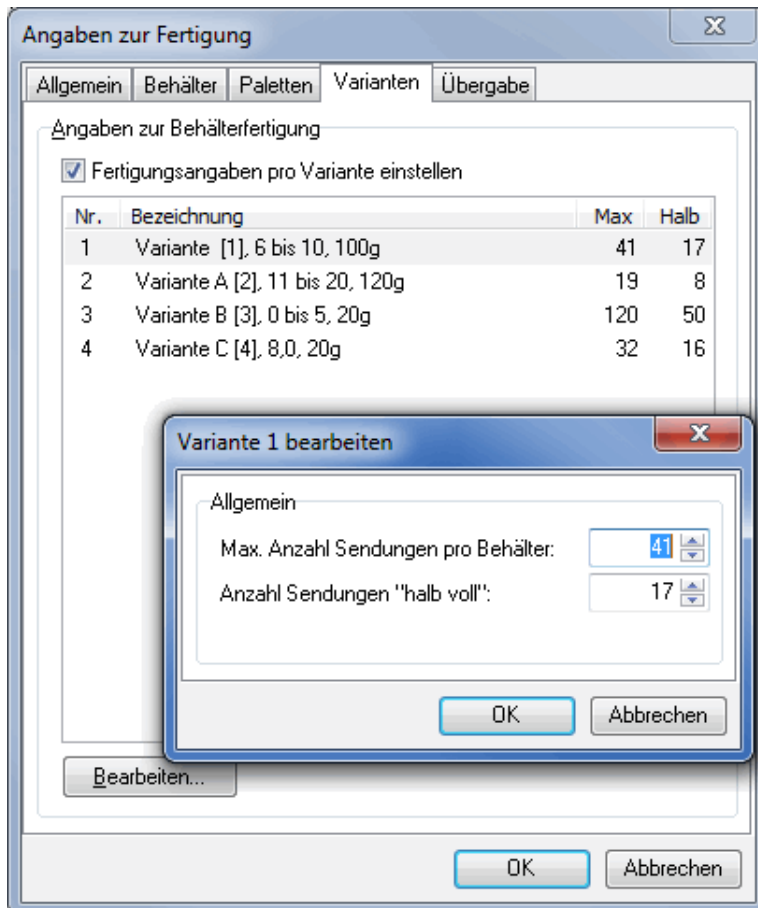 Angaben zur Fertigung
Allgemein Behälter Paletten Varianten Übergabe
Angaben zur Behälterfertigung
Fertigungsangaben pro Variante einstellen
Nr. Bezeichnung Max Halb
1 Variante [1], 6 bis 10, 100g 41 17
2 Variante A [2], 11 bis 20, 120g 19 8
3 Variante B [3], 0 bis 5, 20g 120 50
4 Variante C [4], 8,0, 20g 32 16
Variante 1 bearbeiten
Allgemein
Max. Anzahl Sendungen pro Behälter: 41
Anzahl Sendungen "halb voll": 17
OK Abbrechen
Bearbeiten...
OK Abbrechen